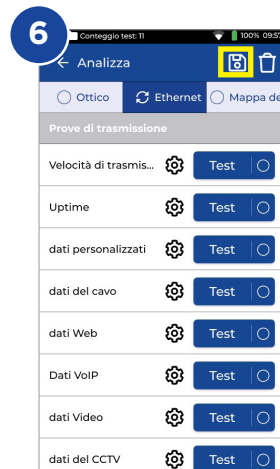 6
Conteggio test: 11 100% 09:57
Analizza
Ottico Ethernet Mappa de
Prove di trasmissione
Velocità di trasmis... Test
Uptime Test
dati personalizzati Test
dati del cavo Test
dati Web Test
Dati VoIP Test
dati Video Test
dati del CCTV Test